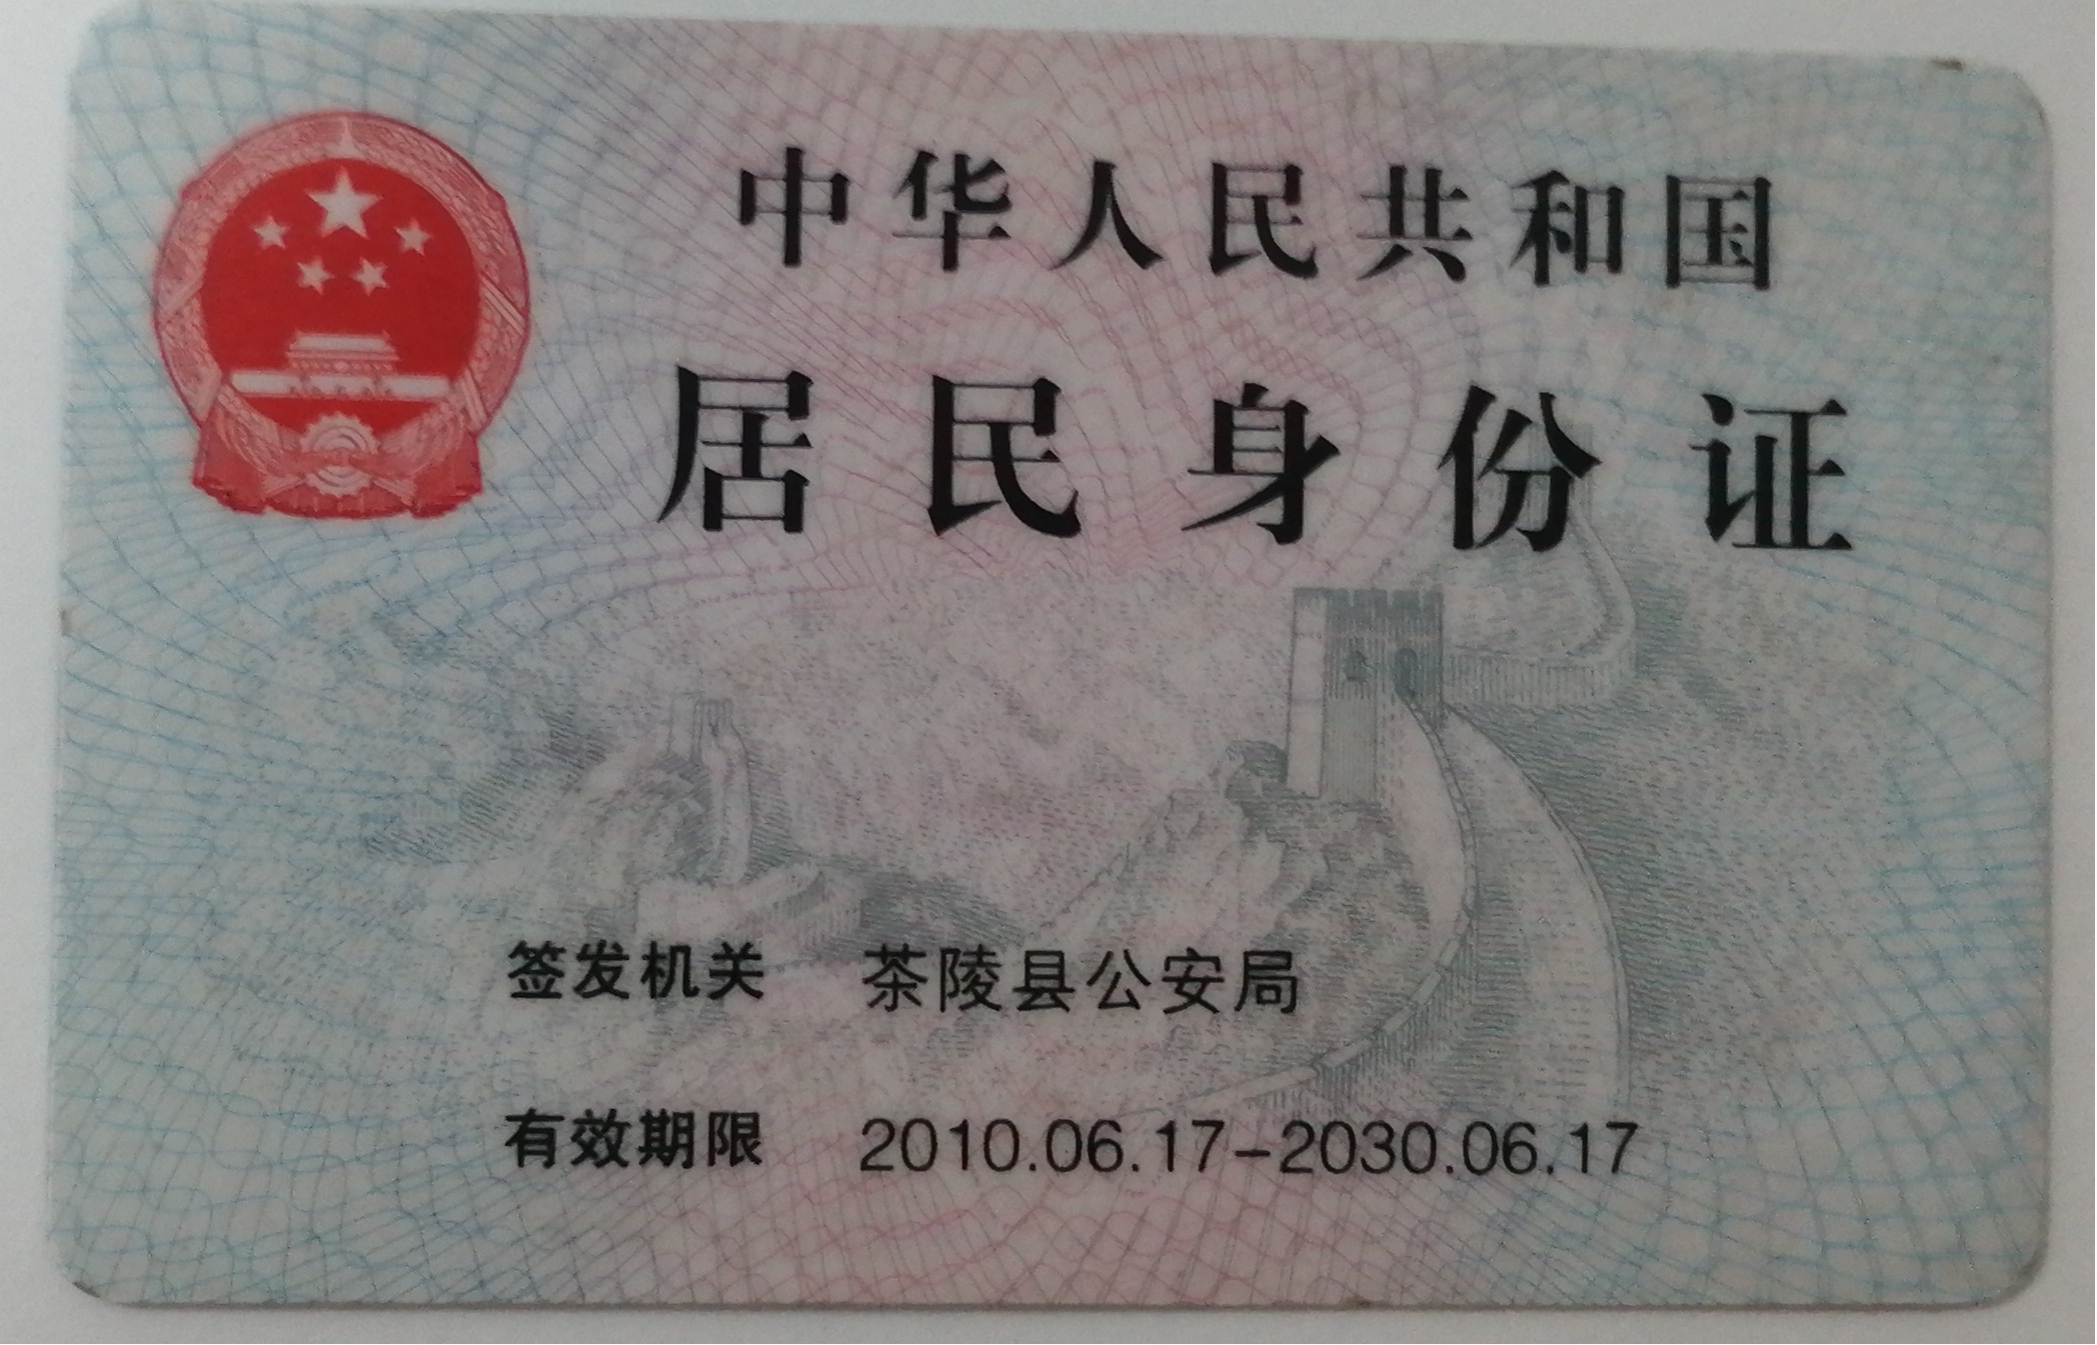 中华人民共和国
居民身份证
签发机关 茶陵县公安局
有效期限 2010.06.17-2030.06.17